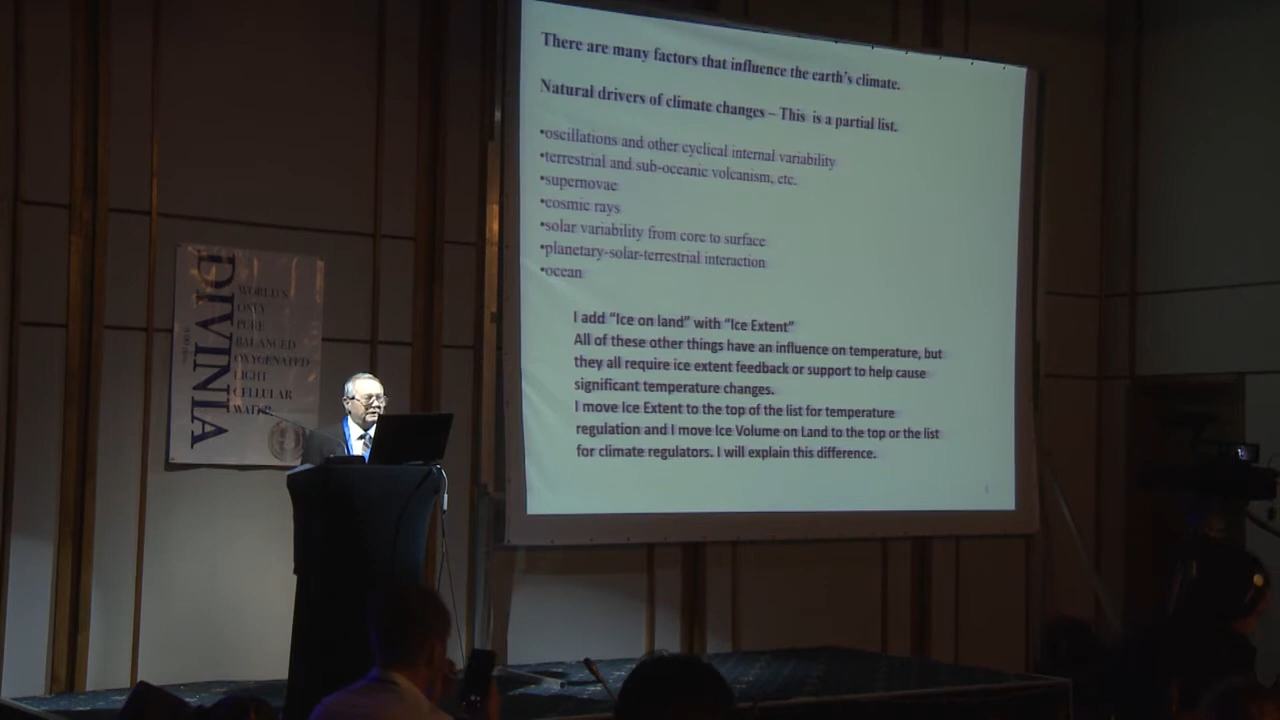 There are many factors that influence the earth's climate.
Natural drivers of climate changes – This is a partial list.
•oscillations and other cyclical internal variability
•terrestrial and sub-oceanic volcanism, etc.
•supernovae
•cosmic rays
•solar variability from core to surface
•planetary-solar-terrestrial interaction
•ocean
I add “Ice on land” with “Ice Extent”
All of these other things have an influence on temperature, but
they all require ice extent feedback or support to help cause
significant temperature changes.
I move Ice Extent to the top of the list for temperature
regulation and I move Ice Volume on Land to the top or the list
for climate regulators. I will explain this difference.
DIVINIA
WORLD'S
ONLY
PURE
BALANCED
OXYGENATED
LIGHT
CELLULAR
WATER